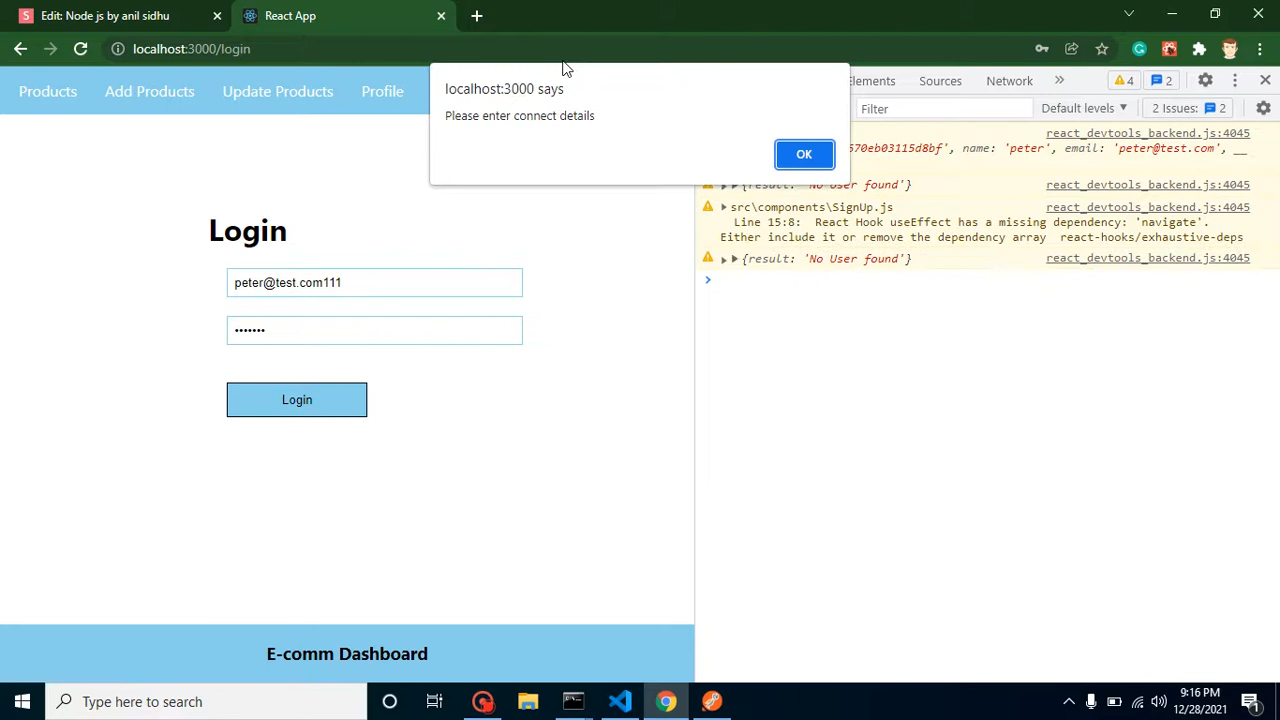 Edit: Node js by anil sidhu
React App
localhost:3000/login
Products Add Products Update Products Profile
localhost:3000 says
Please enter connect details
OK
Elements Sources 4 2
Filter Default levels 2 Issues: 2
react_devtools_backend.js:4045
570eb03115d8bf', name: 'peter', email: 'peter@test.com', __
{result: 'No User found'} react_devtools_backend.js:4045
src\components\SignUp.js react_devtools_backend.js:4045
Line 15:8: React Hook useEffect has a missing dependency: 'navigate'.
Either include it or remove the dependency array react-hooks/exhaustive-deps
{result: 'No User found'} react_devtools_backend.js:4045
Login
peter@test.com111
Login
E-comm Dashboard
Type here to search
9:16 PM
12/28/2021
1